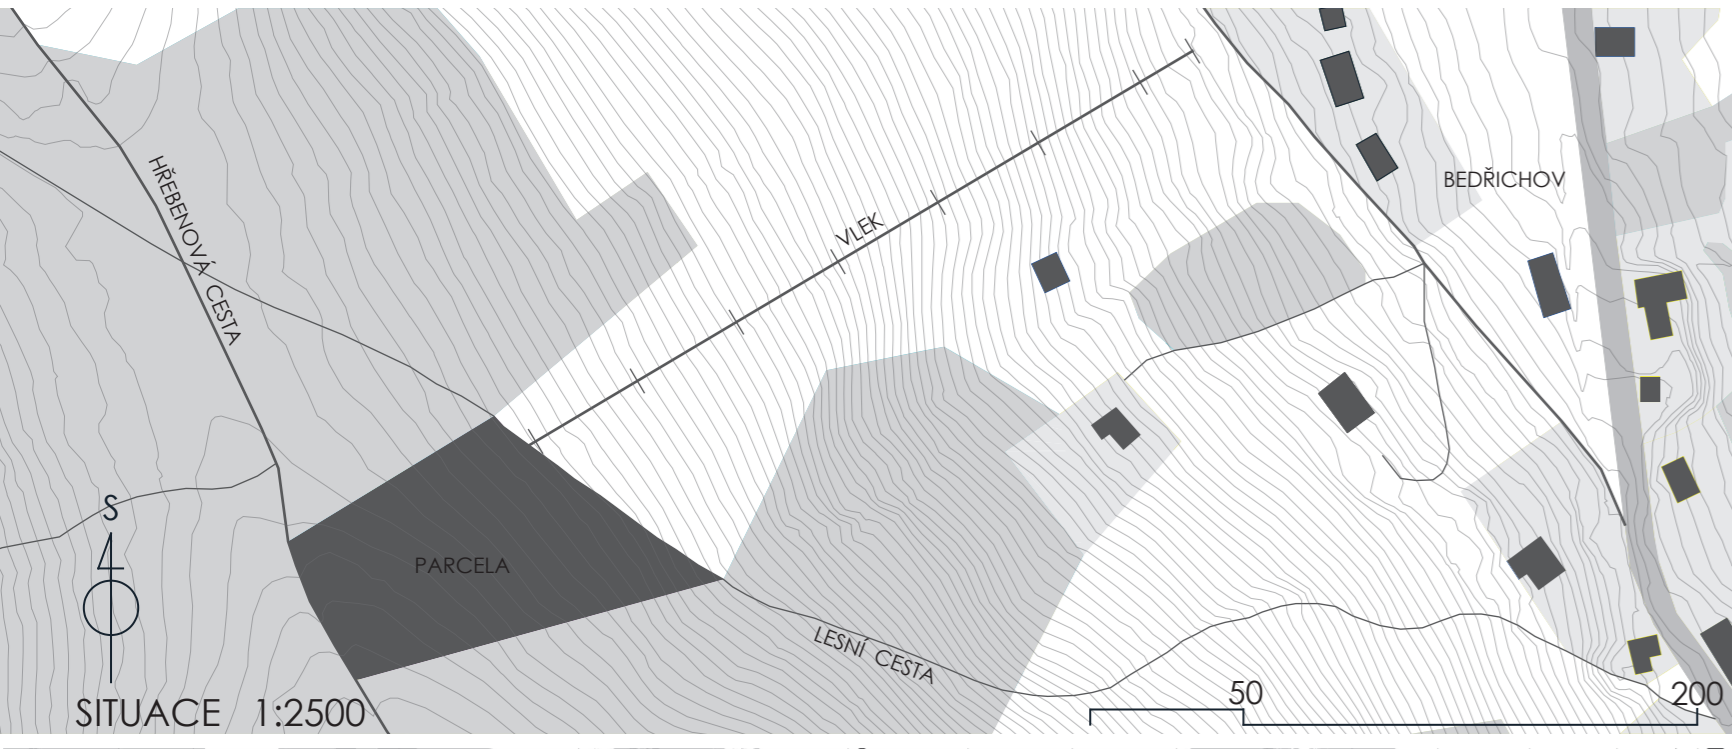 HŘEBENOVÁ CESTA
VLEK
BEDŘICHOV
S
PARCELA
LESNÍ CESTA
SITUACE 1:2500
50
200